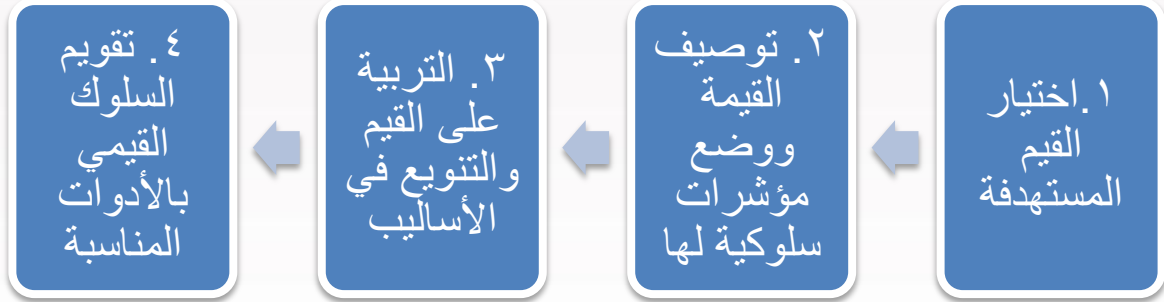 ١.اختيار
القيم
المستهدفة
٢. توصيف
القيمة
ووضع
مؤشرات
سلوكية لها
٣. التربية
على القيم
والتنويع في
الأساليب
٤. تقويم
السلوك
القيمي
بالأدوات
المناسبة